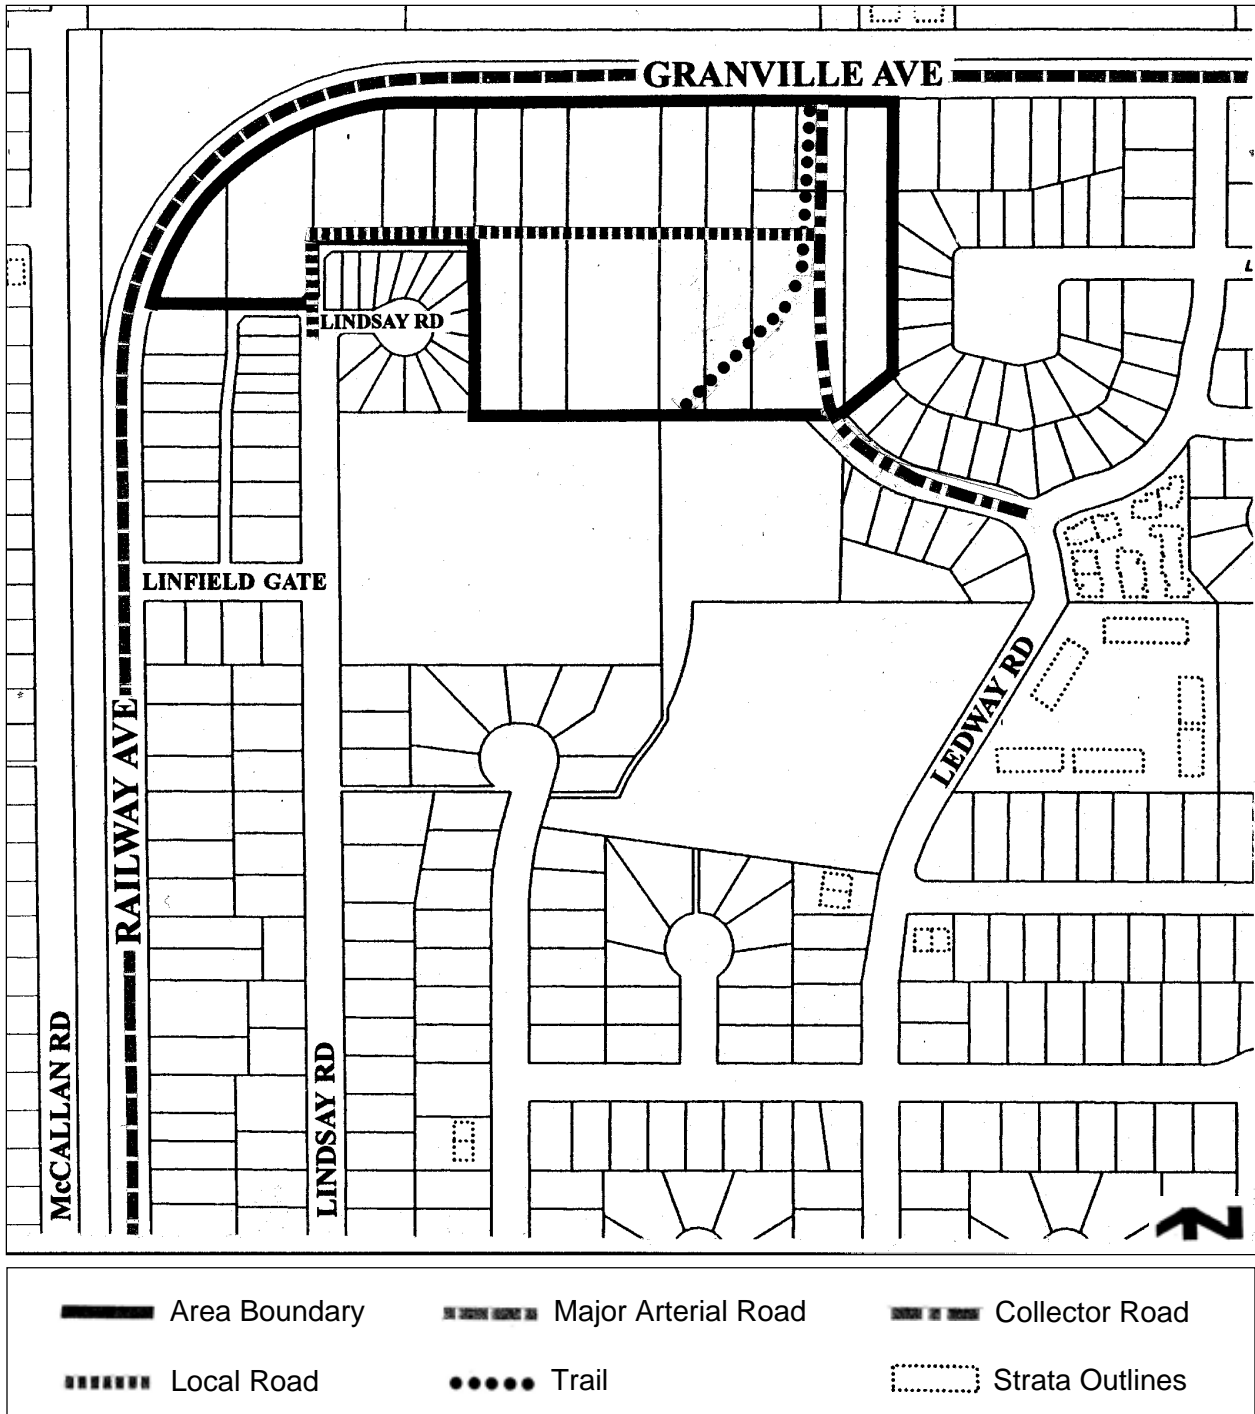 GRANVILLE AVE
L
LINDSAY RD
LINFIELD GATE
LEDWAY RD
RAILWAY AVE
McCALLAN RD
LINDSAY RD
N
Area Boundary
Major Arterial Road
Collector Road
Local Road
Trail
Strata Outlines